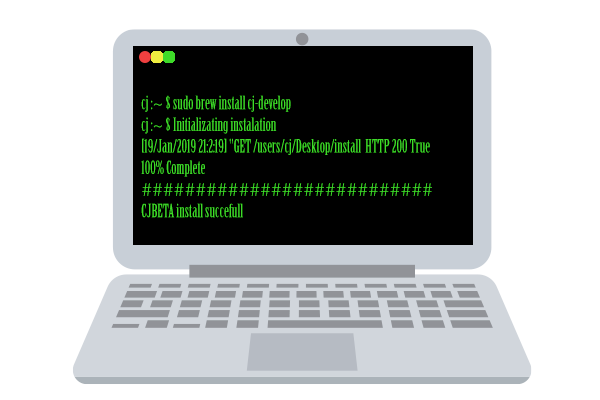 cj :~ $ sudo brew install cj-develop
cj :~ $ Initializating instalation
[19/Jan/2019 21:2:19] "GET /users/cj/Desktop/install HTTP 200 True
100% Complete
###########################
CJBETA install succefull